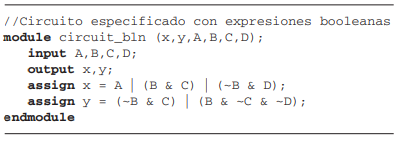 //Circuito especificado con expresiones booleanas
module circuit_bln (x,y,A,B,C,D);
input A,B,C,D;
output x,y;
assign x = A | (B & C) | (~B & D);
assign y = (~B & C) | (B & ~C & ~D);
endmodule